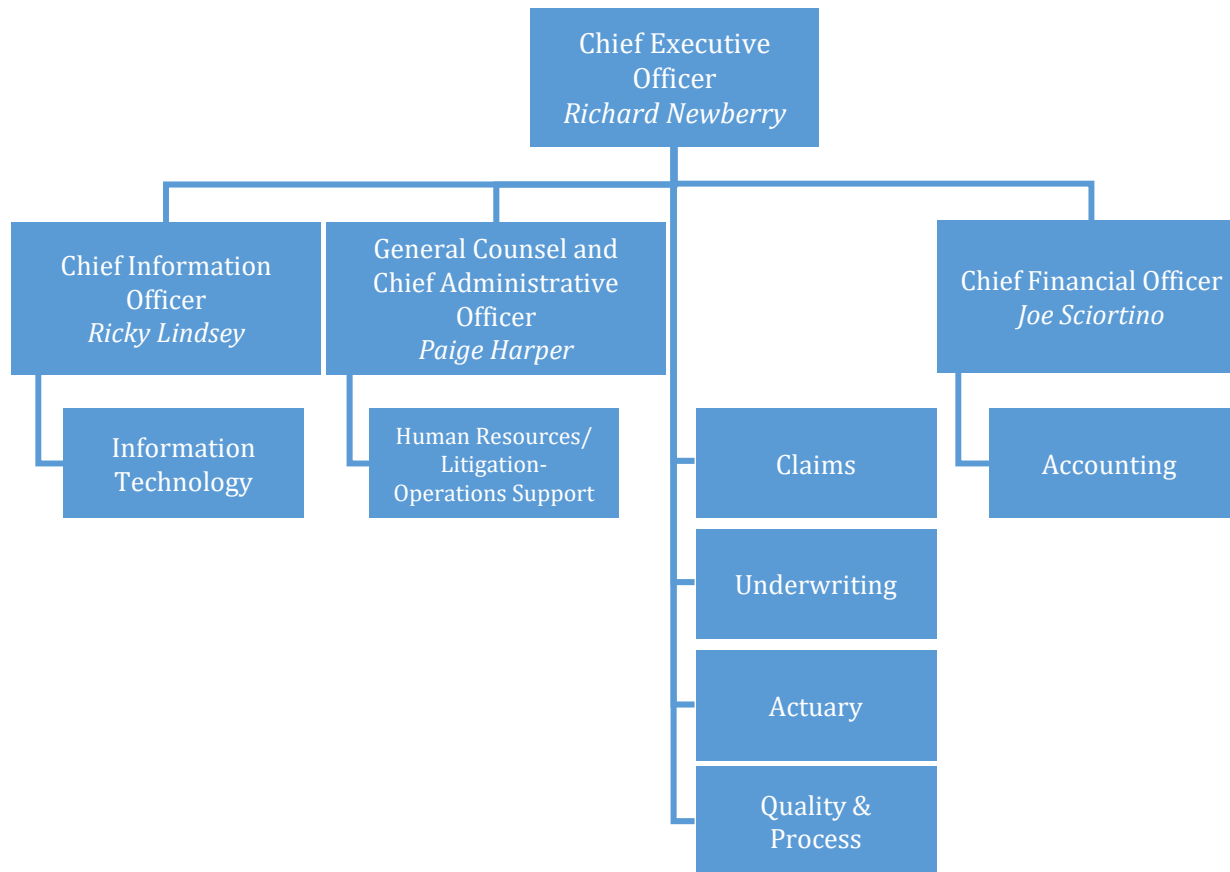 Chief Executive
Officer
Richard Newberry
Chief Information
Officer
Ricky Lindsey
General Counsel and
Chief Administrative
Officer
Paige Harper
Chief Financial Officer
Joe Sciortino
Information
Technology
Human Resources/
Litigation-
Operations Support
Claims
Accounting
Underwriting
Actuary
Quality &
Process